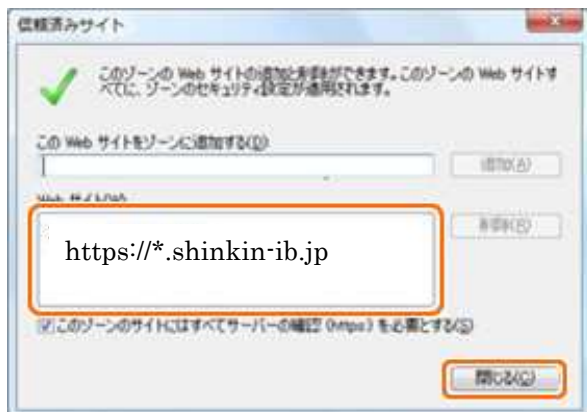 信頼済みサイト
このゾーンの Web サイトの追加と削除ができます。このゾーンの Web サイトす
べてに、ゾーンのセキュリティ設定が適用されます。
この Web サイトをゾーンに追加する(D)
追加(A)
Web サイト(W)
削除(R)
https://*.shinkin-ib.jp
このゾーンのサイトにはすべてサーバーの確認 (https:) を必要とする(S)
閉じる(C)